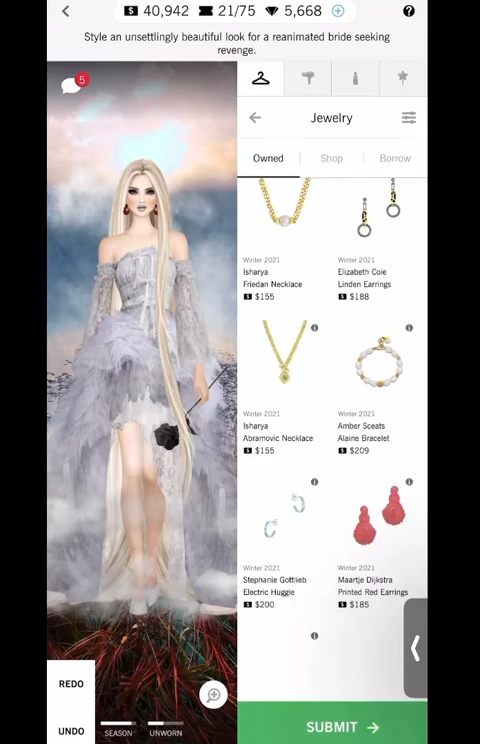 40,942 21/75 5,668
Style an unsettlingly beautiful look for a reanimated bride seeking
revenge.
5
Jewelry
Owned Shop Borrow
Winter 2021
Isharya
Friedan Necklace
$155
Winter 2021
Elizabeth Cole
Linden Earrings
$188
Winter 2021
Isharya
Abramovic Necklace
$155
Winter 2021
Amber Sceats
Alaine Bracelet
$209
Winter 2021
Stephanie Gottlieb
Electric Huggie
$200
Winter 2021
Maartje Dijkstra
Printed Red Earrings
$185
REDO
UNDO
SEASON UNWORN
SUBMIT